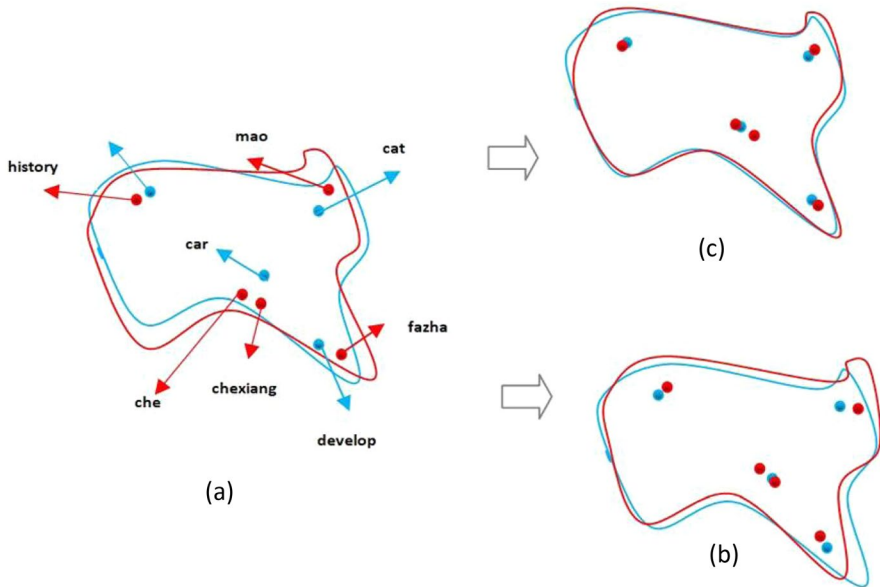 mao
cat
history
car
fazha
che
chexiang
develop
(a)
(c)
(b)